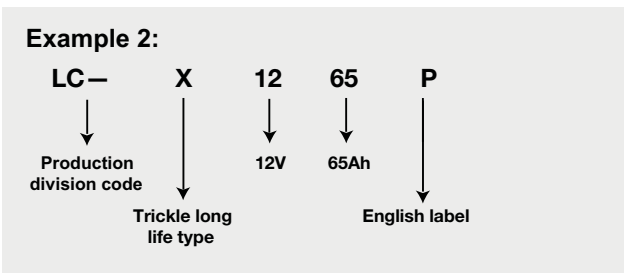 Example 2:
LC— X 12 65 P
Production
division code
12V
65Ah
Trickle long
life type
English label